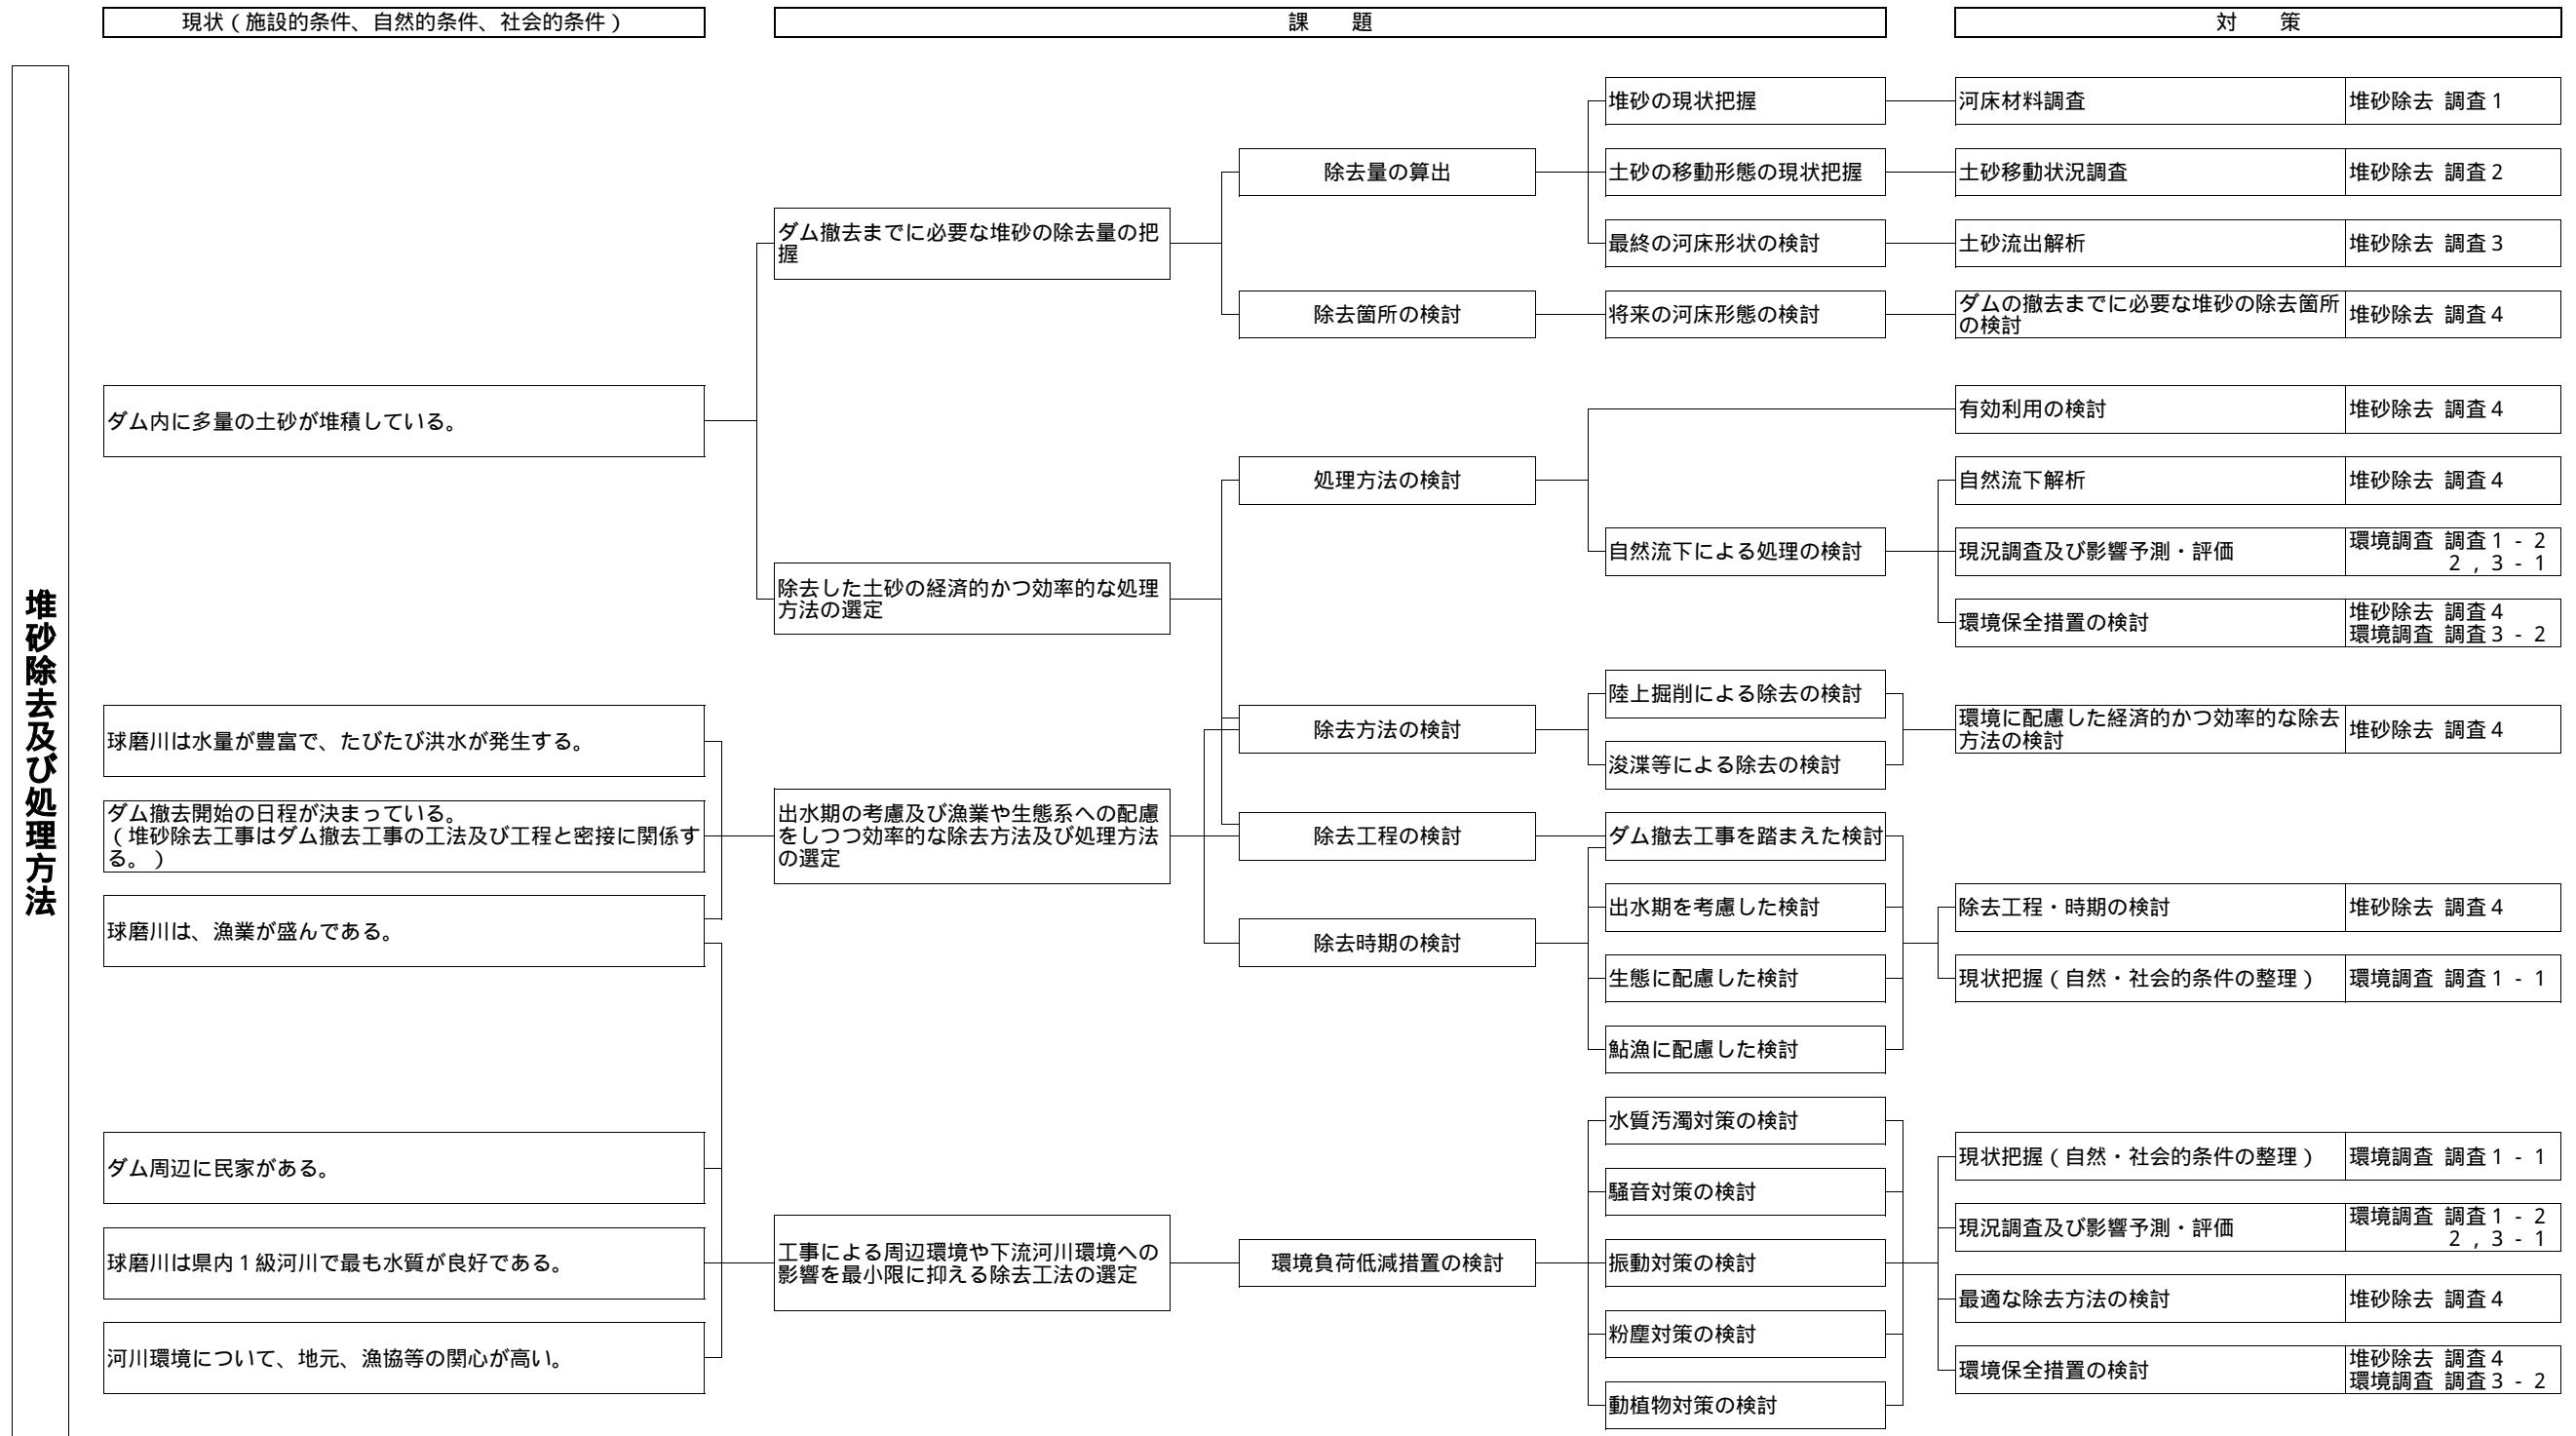 現状（施設的条件、自然的条件、社会的条件）
課　　題
対　　策
堆砂除去及び処理方法
ダム内に多量の土砂が堆積している。
球磨川は水量が豊富で、たびたび洪水が発生する。
ダム撤去開始の日程が決まっている。
（堆砂除去工事はダム撤去工事の工法及び工程と密接に関係す
る。）
球磨川は、漁業が盛んである。
ダム周辺に民家がある。
球磨川は県内１級河川で最も水質が良好である。
河川環境について、地元、漁協等の関心が高い。
ダム撤去までに必要な堆砂の除去量の把
握
除去した土砂の経済的かつ効率的な処理
方法の選定
出水期の考慮及び漁業や生態系への配慮
をしつつ効率的な除去方法及び処理方法
の選定
工事による周辺環境や下流河川環境への
影響を最小限に抑える除去工法の選定
除去量の算出
除去箇所の検討
処理方法の検討
除去方法の検討
除去工程の検討
除去時期の検討
環境負荷低減措置の検討
堆砂の現状把握
土砂の移動形態の現状把握
最終の河床形状の検討
将来の河床形態の検討
自然流下による処理の検討
陸上掘削による除去の検討
浚渫等による除去の検討
ダム撤去工事を踏まえた検討
出水期を考慮した検討
生態に配慮した検討
鮎漁に配慮した検討
水質汚濁対策の検討
騒音対策の検討
振動対策の検討
粉塵対策の検討
動植物対策の検討
河床材料調査　堆砂除去 調査１
土砂移動状況調査　堆砂除去 調査２
土砂流出解析　堆砂除去 調査３
ダムの撤去までに必要な堆砂の除去箇所
の検討
堆砂除去 調査４
有効利用の検討　堆砂除去 調査４
自然流下解析　堆砂除去 調査４
現況調査及び影響予測・評価
環境調査 調査１－２
２，３－１
環境保全措置の検討
堆砂除去 調査４
環境調査 調査３－２
環境に配慮した経済的かつ効率的な除去
方法の検討
堆砂除去 調査４
除去工程・時期の検討　堆砂除去 調査４
現状把握（自然・社会的条件の整理）　環境調査 調査１－１
現状把握（自然・社会的条件の整理）　環境調査 調査１－１
現況調査及び影響予測・評価
環境調査 調査１－２
２，３－１
最適な除去方法の検討　堆砂除去 調査４
環境保全措置の検討
堆砂除去 調査４
環境調査 調査３－２